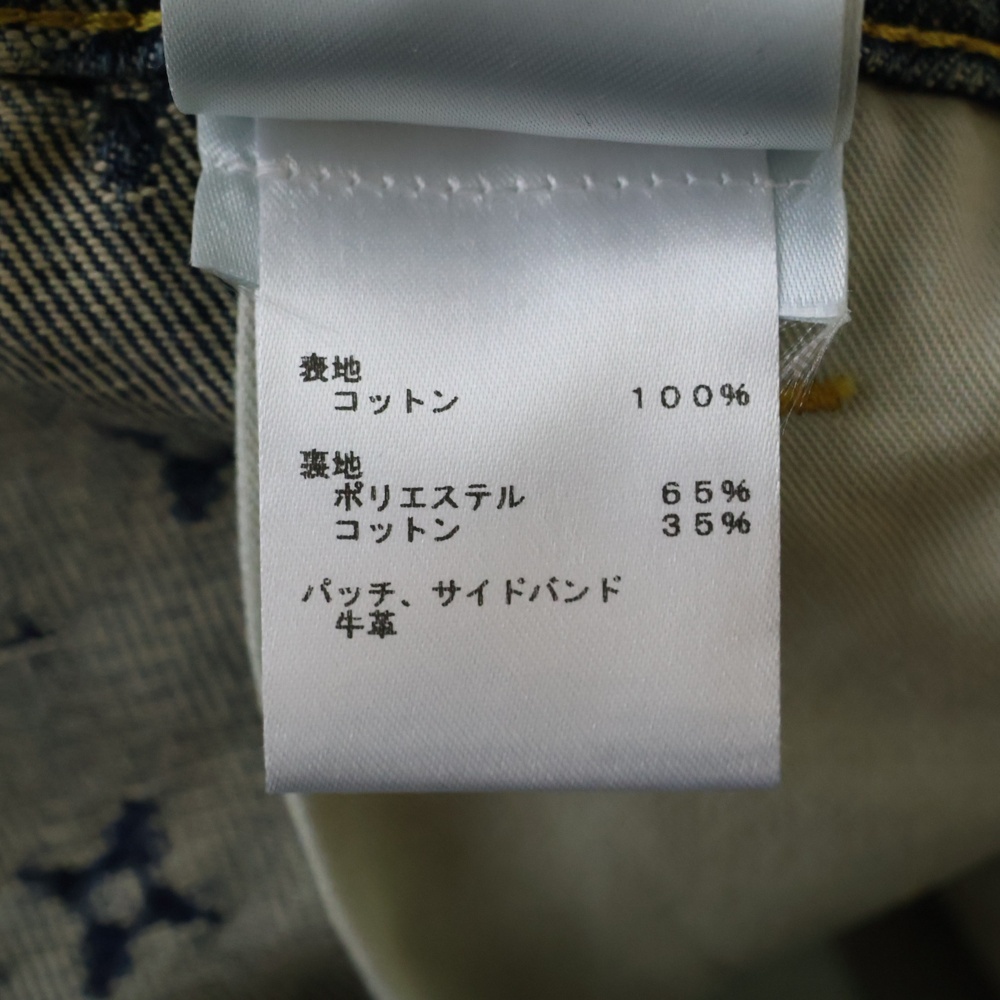 表地
コットン 100%
裏地
ポリエステル 65%
コットン 35%
パッチ、サイドバンド
牛革